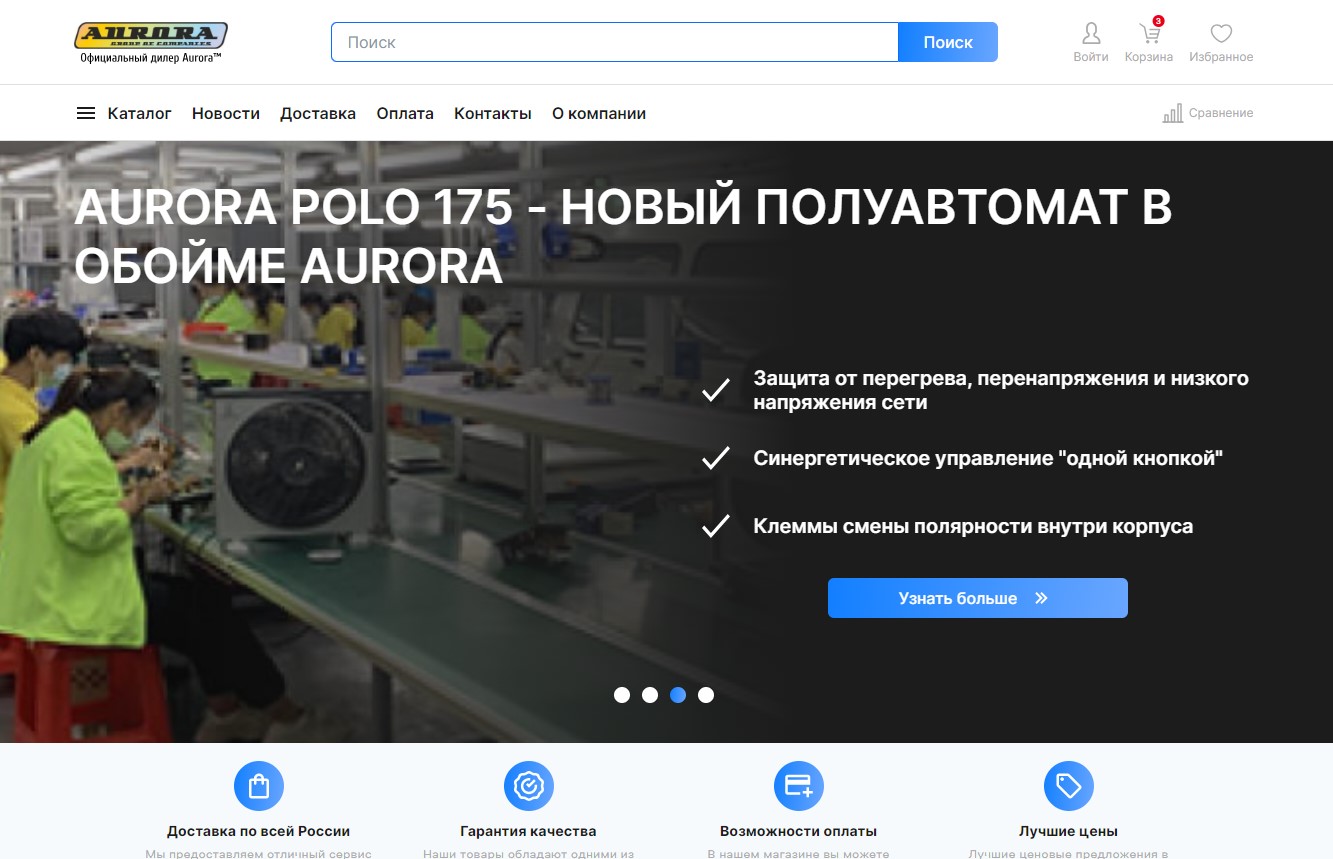 AURORA
GROUP OF COMPANIES
Официальный дилер Aurora™
Поиск
Поиск
Войти
3
Корзина
Избранное
Каталог
Новости
Доставка
Оплата
Контакты
О компании
Сравнение
AURORA POLO 175 - НОВЫЙ ПОЛУАВТОМАТ В
ОБОЙМЕ AURORA
Защита от перегрева, перенапряжения и низкого
напряжения сети
Синергетическое управление "одной кнопкой"
Клеммы смены полярности внутри корпуса
Узнать больше
Доставка по всей России
Гарантия качества
Возможности оплаты
Лучшие цены
Мы предоставляем отличный сервис
Наши товары обладают одними из
В нашем магазине вы можете
Лучшие ценовые предложения в